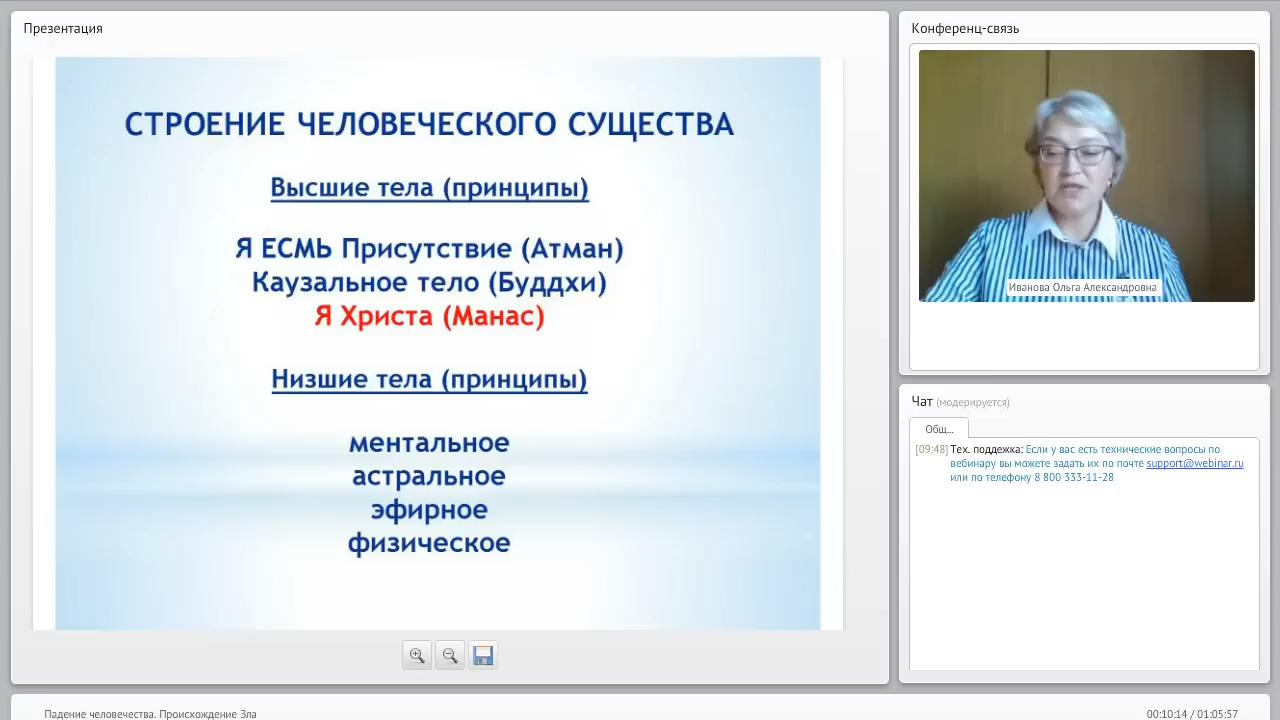 Презентация
СТРОЕНИЕ ЧЕЛОВЕЧЕСКОГО СУЩЕСТВА
Высшие тела (принципы)
Я ЕСМЬ Присутствие (Атман)
Каузальное тело (Буддхи)
Я Христа (Манас)
Низшие тела (принципы)
ментальное
астральное
эфирное
физическое
Конференц-связь
Иванова Ольга Александровна
Чат (модерируется)
Общ...
[09:48] Тех. поддежка: Если у вас есть технические вопросы по
вебинару вы можете задать их по почте support@webinar.ru
или по телефону 8 800 333-11-28
Падение человечества. Происхождение Зла
00:10:14 / 01:05:57